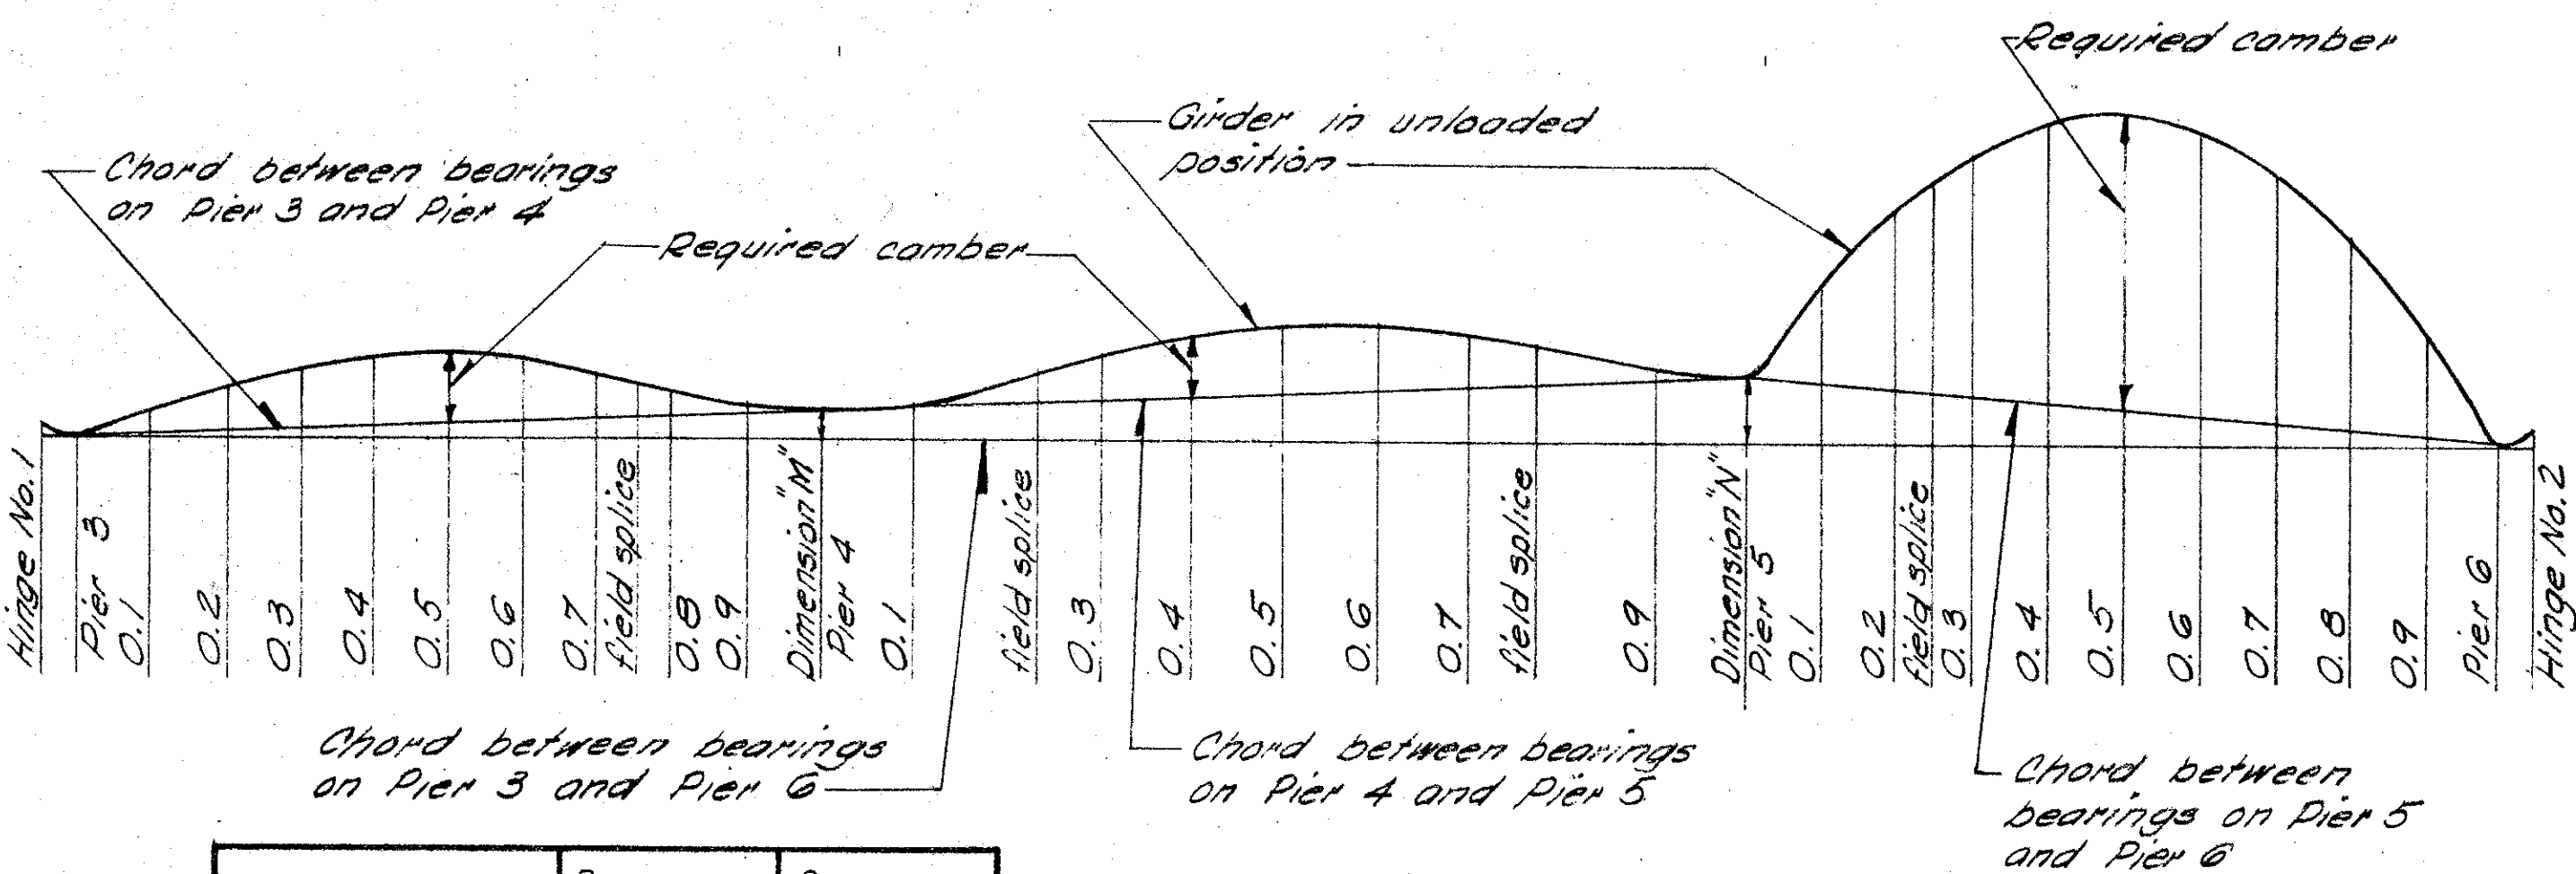 Required camber
Girder in unloaded
position
Chord between bearings
on Pier 3 and Pier 4
Required camber
Hinge No. 1
Pier 3
0.1
0.2
0.3
0.4
0.5
0.6
0.7
field splice
0.8
0.9
Dimension "M"
Pier 4
0.1
field splice
0.3
0.4
0.5
0.6
0.7
field splice
0.9
Dimension "N"
Pier 5
0.1
0.2
field splice
0.3
0.4
0.5
0.6
0.7
0.8
0.9
Pier 6
Hinge No. 2
Chord between bearings
on Pier 3 and Pier 6
Chord between bearings
on Pier 4 and Pier 5
Chord between
bearings on Pier 5
and Pier 6